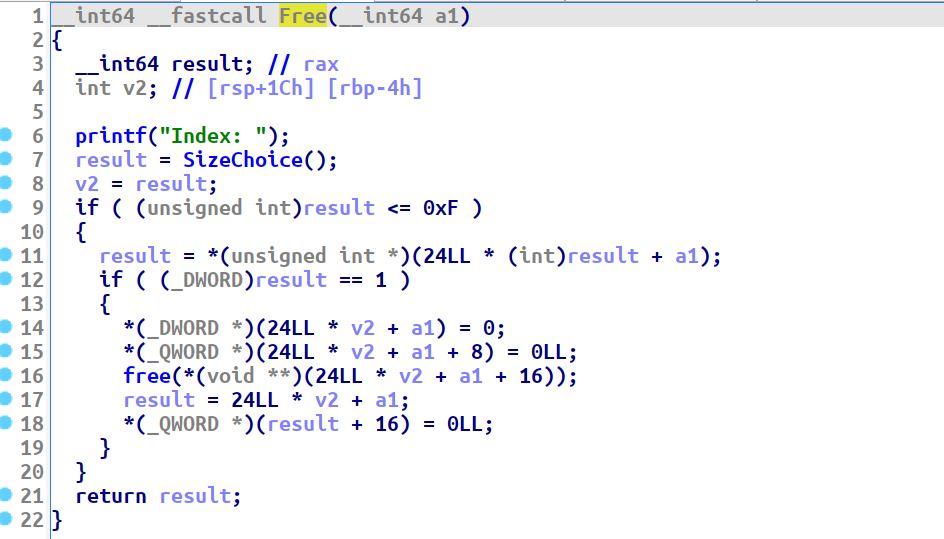 1 __int64 __fastcall Free(__int64 a1)
2 {
3 __int64 result; // rax
4 int v2; // [rsp+1Ch] [rbp-4h]
5
6 printf("Index: ");
7 result = SizeChoice();
8 v2 = result;
9 if ( (unsigned int)result <= 0xF )
10 {
11 result = *(unsigned int *)(24LL * (int)result + a1);
12 if ( (_DWORD)result == 1 )
13 {
14 *(_DWORD *)(24LL * v2 + a1) = 0;
15 *(_QWORD *)(24LL * v2 + a1 + 8) = 0LL;
16 free(*(void **)(24LL * v2 + a1 + 16));
17 result = 24LL * v2 + a1;
18 *(_QWORD *)(result + 16) = 0LL;
19 }
20 }
21 return result;
22 }